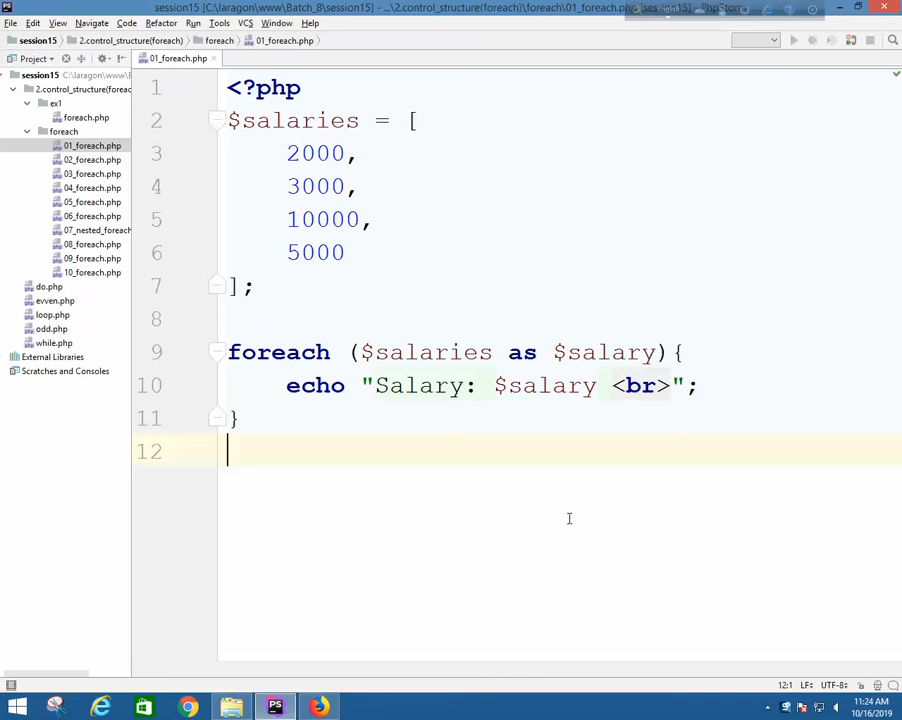 session15 [C:\laragon\www\Batch_8] - ...\2.control_structure(foreach)\foreach\01_foreach.php [session15] - PhpStorm
File Edit View Navigate Code Refactor Run Tools VCS Window Help
session15 2.control_structure(foreach) foreach 01_foreach.php
Project 01_foreach.php
session15 C:\laragon\www\B
2.control_structure(foreac
ex1
foreach.php
foreach
01_foreach.php
02_foreach.php
03_foreach.php
04_foreach.php
05_foreach.php
06_foreach.php
07_nested_foreach
08_foreach.php
09_foreach.php
10_foreach.php
do.php
evven.php
loop.php
odd.php
while.php
External Libraries
Scratches and Consoles
1 <?php
2 $salaries = [
3 2000,
4 3000,
5 10000,
6 5000
7 ];
8
9 foreach ($salaries as $salary){
10 echo "Salary: $salary <br>";
11 }
12
12:1 LF÷ UTF-8÷
PS
11:24 AM
10/16/2019